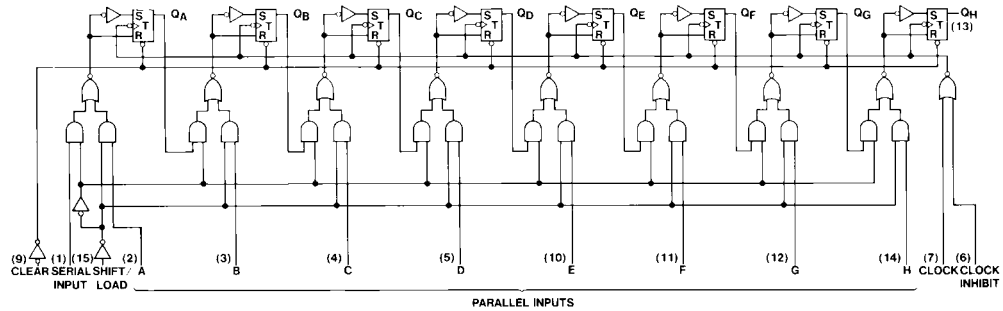 S QA S QB S QC S QD S QE S QF S QG S QH
T T T T T T T T (13)
R R R R R R R R
(9) (1) (15) (2) (3) (4) (5) (10) (11) (12) (14) (7) (6)
CLEAR SERIAL SHIFT/ A B C D E F G H CLOCK CLOCK
INPUT LOAD INHIBIT
PARALLEL INPUTS